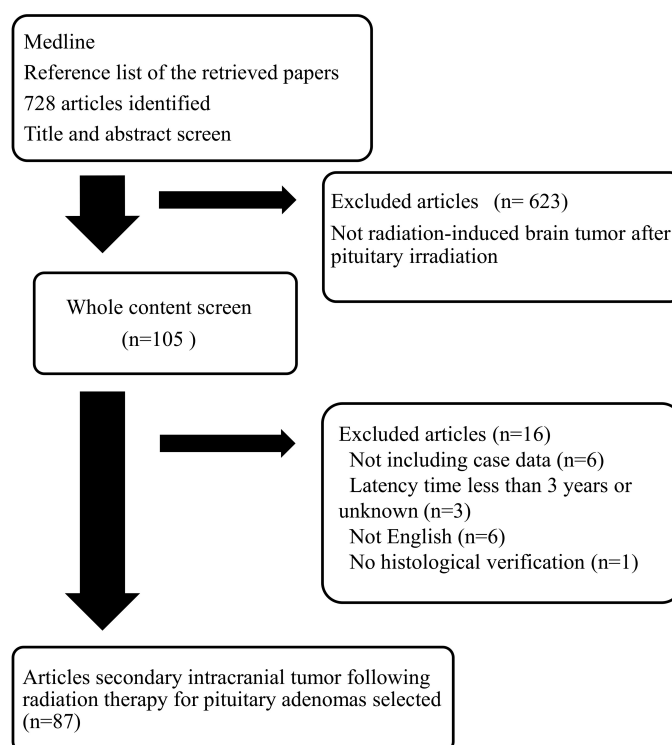 Medline
Reference list of the retrieved papers
728 articles identified
Title and abstract screen
Excluded articles (n= 623)
Not radiation-induced brain tumor after
pituitary irradiation
Whole content screen
(n=105 )
Excluded articles (n=16)
Not including case data (n=6)
Latency time less than 3 years or
unknown (n=3)
Not English (n=6)
No histological verification (n=1)
Articles secondary intracranial tumor following
radiation therapy for pituitary adenomas selected
(n=87)